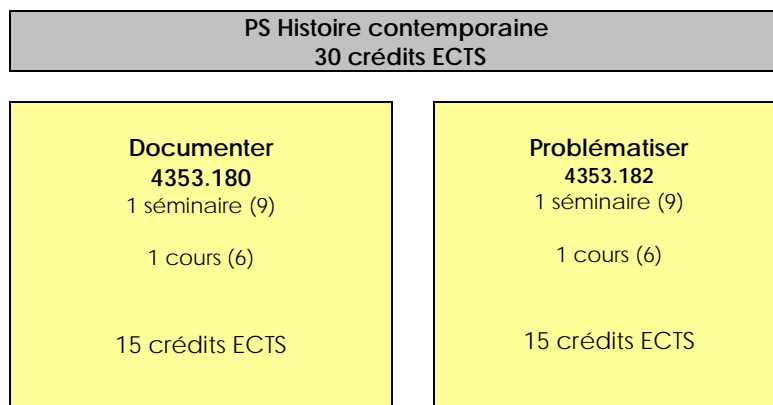 PS Histoire contemporaine
30 crédits ECTS
Documenter
4353.180
1 séminaire (9)
1 cours (6)
15 crédits ECTS
Problématiser
4353.182
1 séminaire (9)
1 cours (6)
15 crédits ECTS